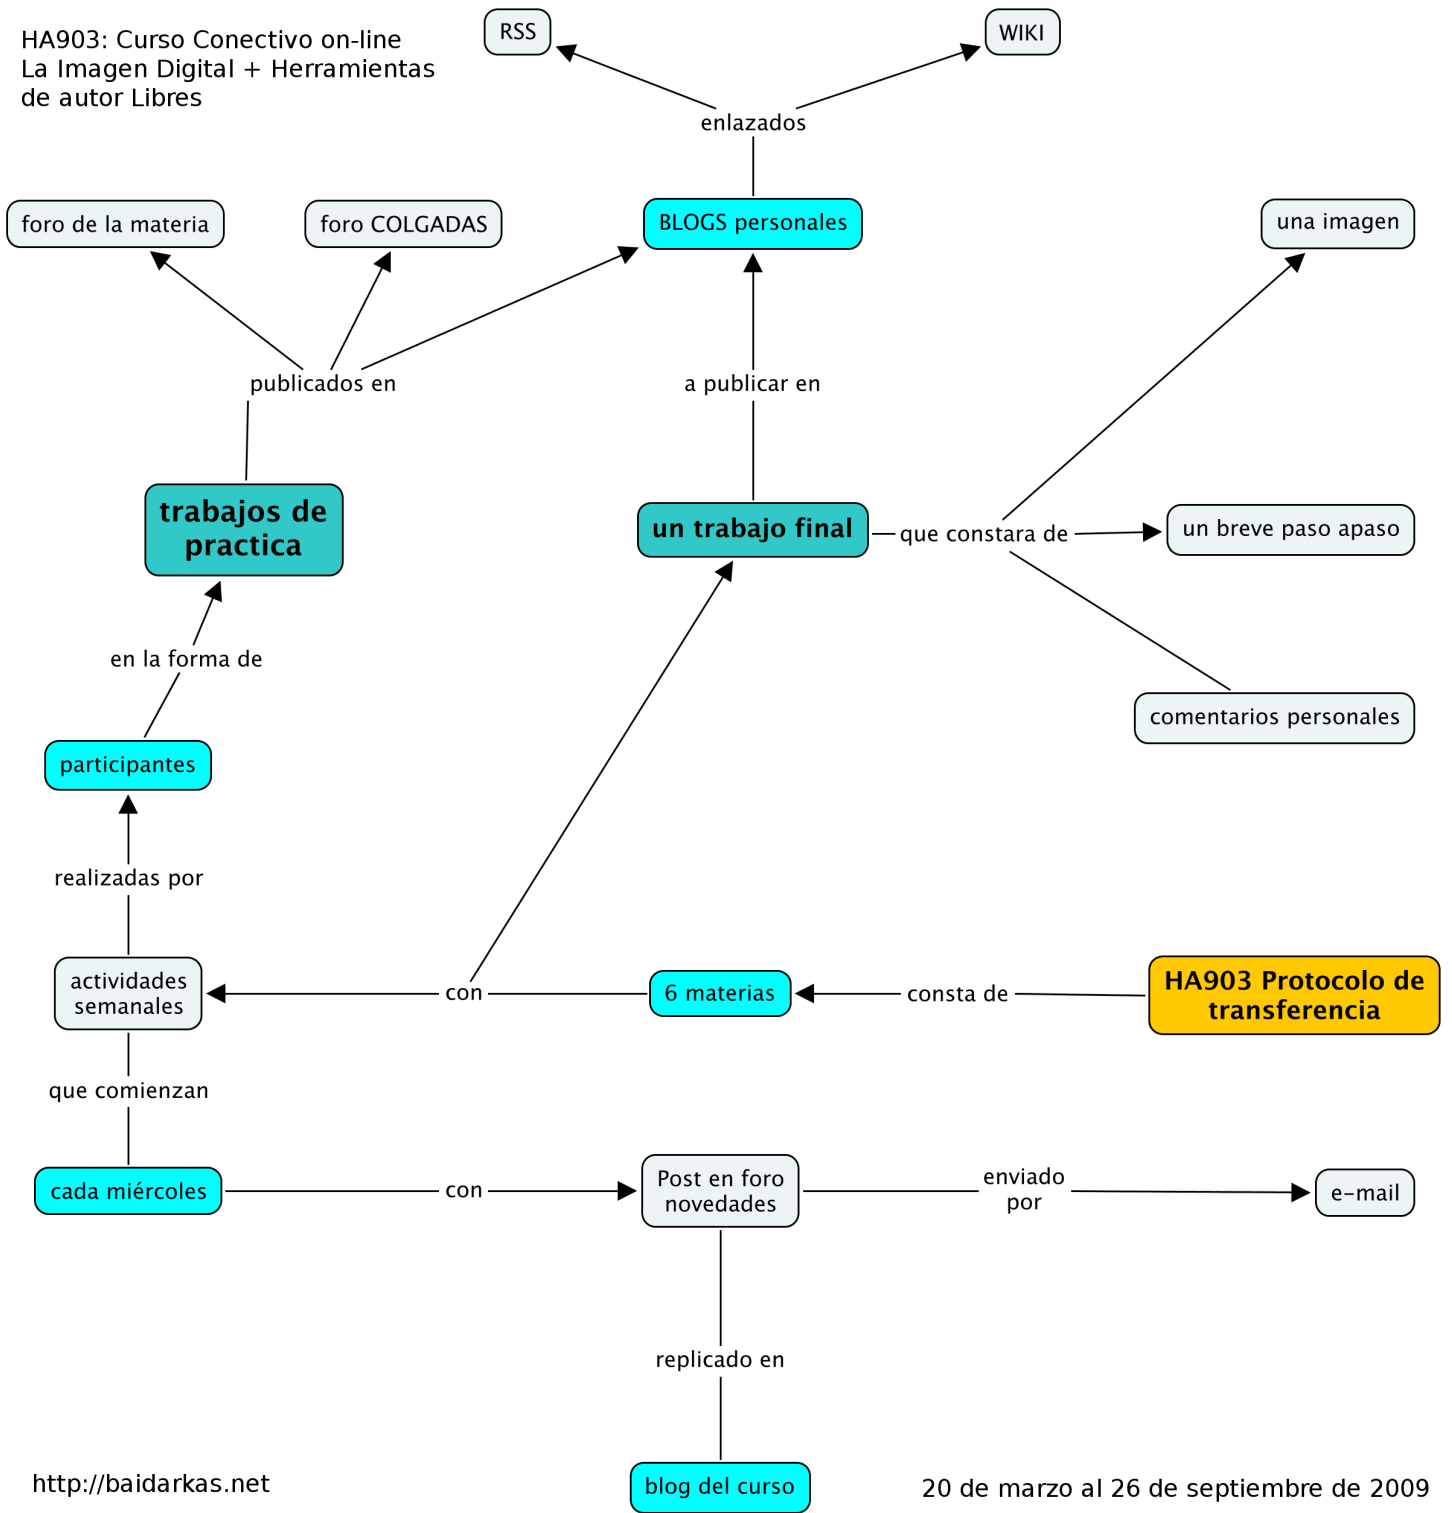 HA903: Curso Conectivo on-line
La Imagen Digital + Herramientas
de autor Libres
RSS
WIKI
enlazados
foro de la materia
foro COLGADAS
BLOGS personales
una imagen
publicados en
a publicar en
trabajos de
practica
un trabajo final
que constara de
un breve paso apaso
en la forma de
comentarios personales
participantes
realizadas por
actividades
semanales
con
6 materias
consta de
HA903 Protocolo de
transferencia
que comienzan
cada miércoles
con
Post en foro
novedades
enviado
por
e-mail
replicado en
blog del curso
http://baidarkas.net
20 de marzo al 26 de septiembre de 2009